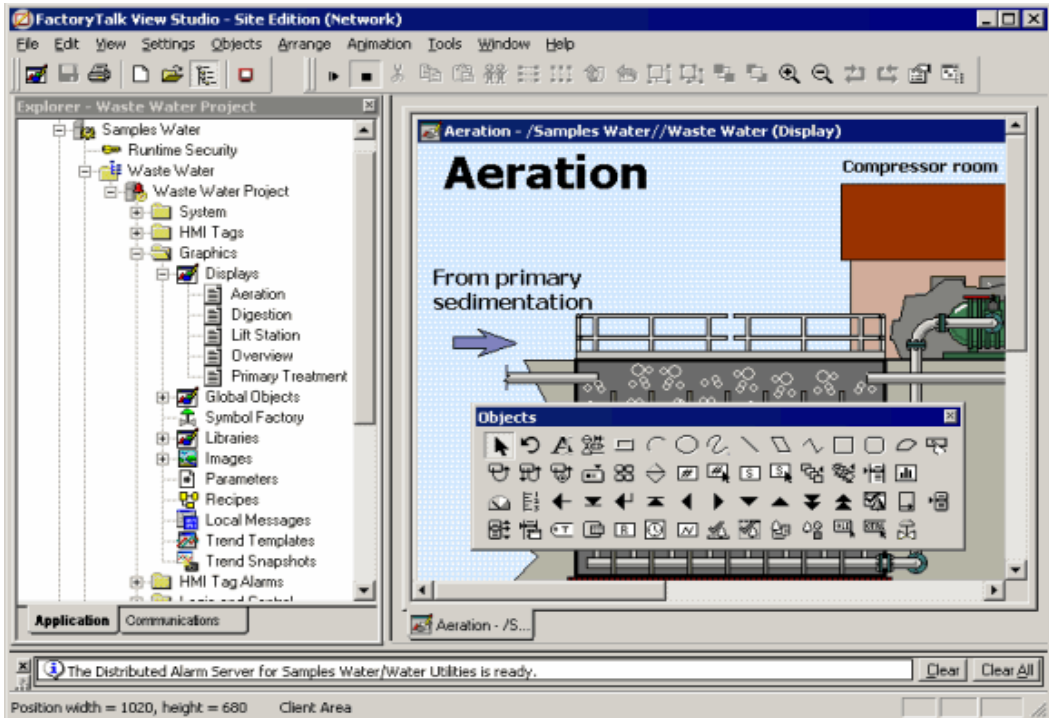 FactoryTalk View Studio - Site Edition (Network)
File Edit View Settings Objects Arrange Animation Tools Window Help
Explorer - Waste Water Project
Samples Water
Runtime Security
Waste Water
Waste Water Project
System
HMI Tags
Graphics
Displays
Aeration
Digestion
Lift Station
Overview
Primary Treatment
Global Objects
Symbol Factory
Libraries
Images
Parameters
Recipes
Local Messages
Trend Templates
Trend Snapshots
HMI Tag Alarms
Logic and Control
Application Communications
Aeration - /Samples Water//Waste Water (Display)
Aeration
Compressor room
From primary
sedimentation
Objects
Aeration - /S...
The Distributed Alarm Server for Samples Water/Water Utilities is ready.
Clear Clear All
Position width = 1020, height = 680 Client Area